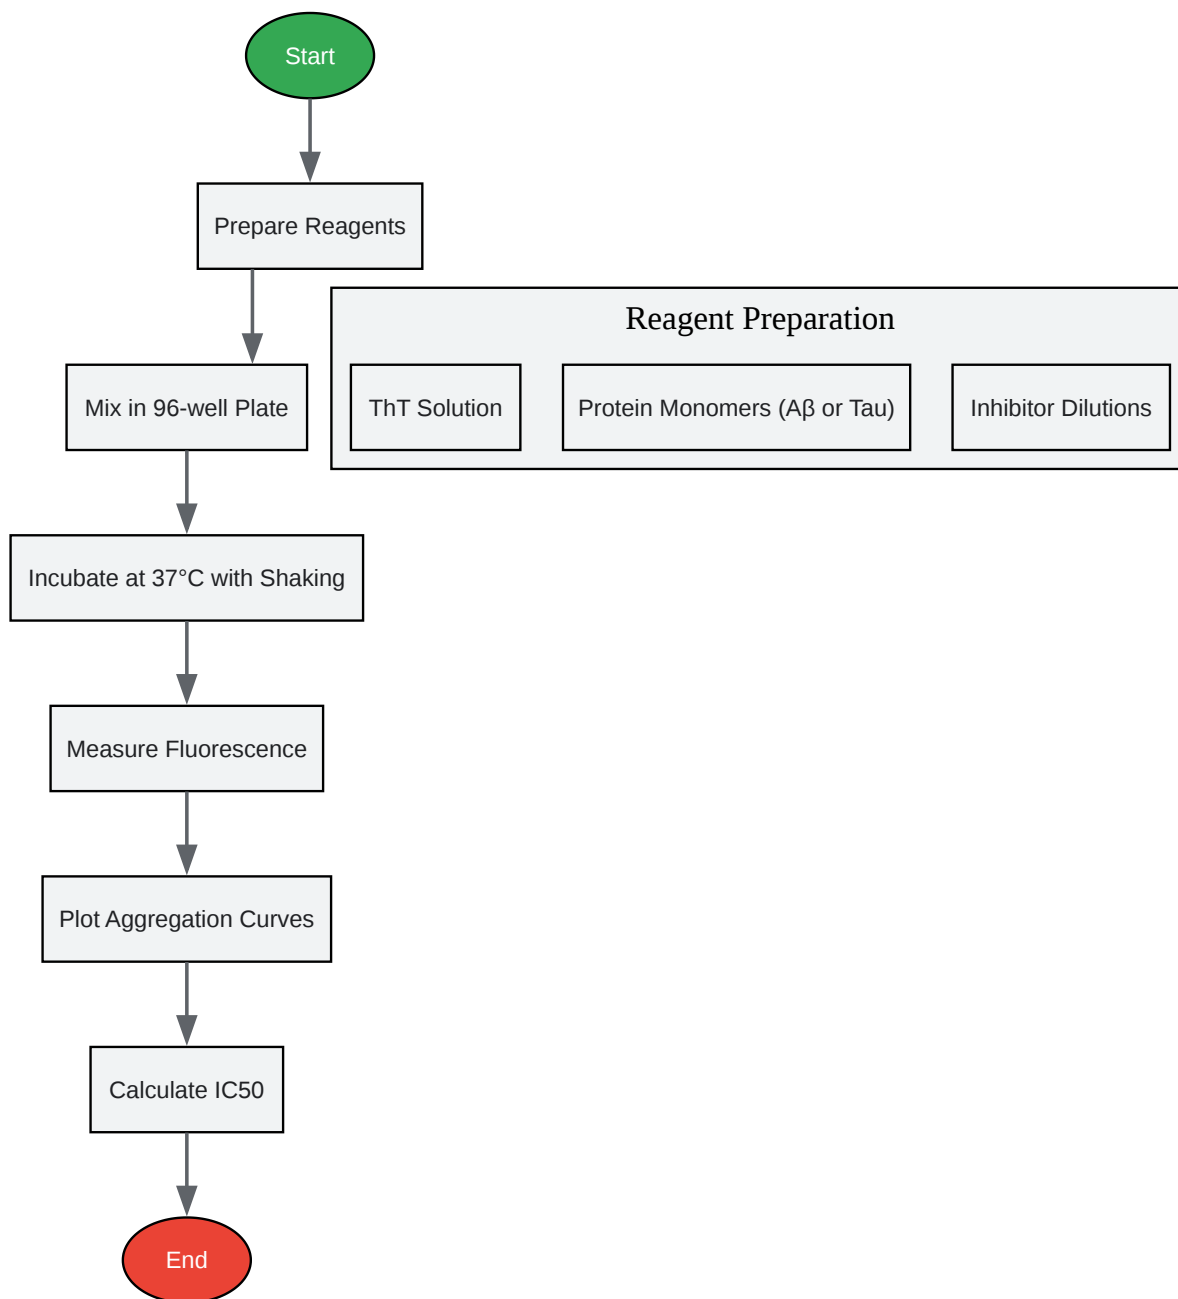 Start
Prepare Reagents
Reagent Preparation
Mix in 96-well Plate
ThT Solution
Protein Monomers (Aβ or Tau)
Inhibitor Dilutions
Incubate at 37°C with Shaking
Measure Fluorescence
Plot Aggregation Curves
Calculate IC50
End